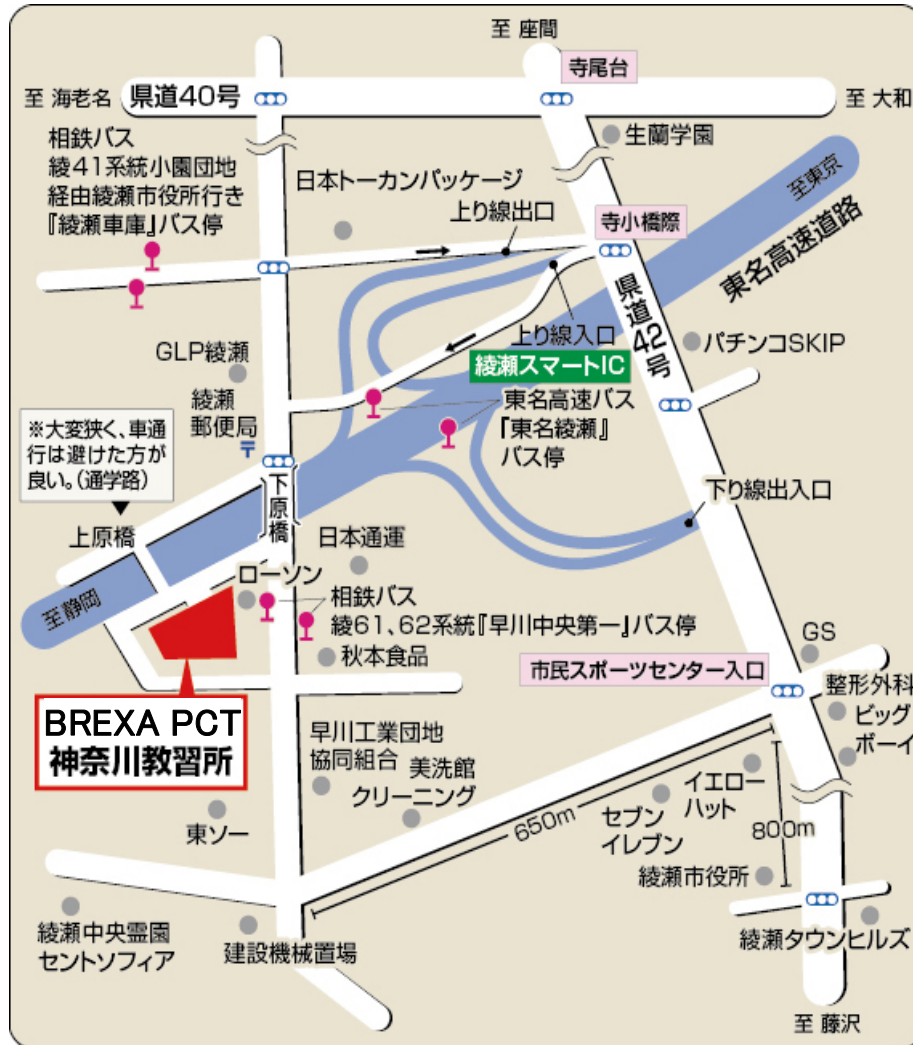 至 座間
寺尾台
至 海老名
県道40号
至 大和
相鉄バス
綾41系統小園団地
経由綾瀬市役所行き
『綾瀬車庫』バス停
生蘭学園
日本トーカンパッケージ
上り線出口
至東京
東名高速道路
寺小橋際
県道42号
上り線入口
綾瀬スマートIC
パチンコSKIP
GLP綾瀬
綾瀬
郵便局
〒
東名高速バス
『東名綾瀬』
バス停
※大変狭く、車通
行は避けた方が
良い。(通学路)
下原橋
下り線出入口
上原橋
日本通運
至静岡
ローソン
相鉄バス
綾61、62系統『早川中央第一』バス停
秋本食品
GS
市民スポーツセンター入口
整形外科
ビッグ
ボーイ
BREXA PCT
神奈川教習所
早川工業団地
協同組合
美洗館
クリーニング
イエロー
ハット
セブン
イレブン
650m
800m
東ソー
綾瀬市役所
綾瀬中央霊園
セントソフィア
建設機械置場
綾瀬タウンヒルズ
至 藤沢